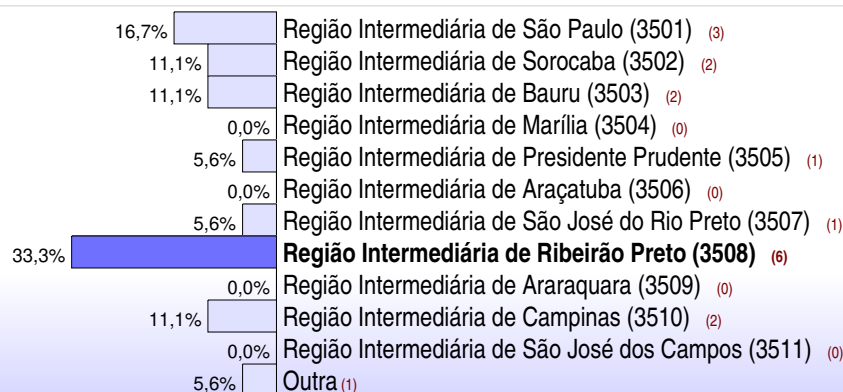 16,7% Região Intermediária de São Paulo (3501) (3)
11,1% Região Intermediária de Sorocaba (3502) (2)
11,1% Região Intermediária de Bauru (3503) (2)
0,0% Região Intermediária de Marília (3504) (0)
5,6% Região Intermediária de Presidente Prudente (3505) (1)
0,0% Região Intermediária de Araçatuba (3506) (0)
5,6% Região Intermediária de São José do Rio Preto (3507) (1)
33,3% Região Intermediária de Ribeirão Preto (3508) (6)
0,0% Região Intermediária de Araraquara (3509) (0)
11,1% Região Intermediária de Campinas (3510) (2)
0,0% Região Intermediária de São José dos Campos (3511) (0)
5,6% Outra (1)